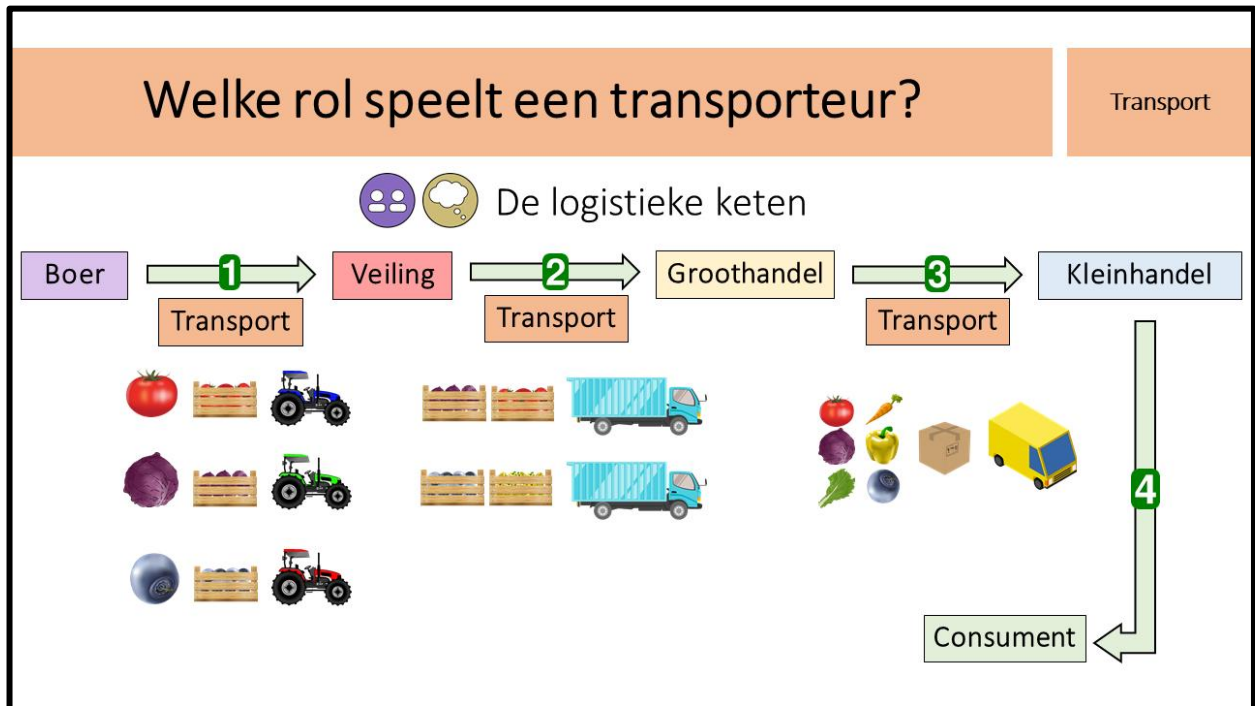 Welke rol speelt een transporteur?
Transport
De logistieke keten
Boer
1
Veiling
2
Groothandel
3
Kleinhandel
Transport
Transport
Transport
4
Consument